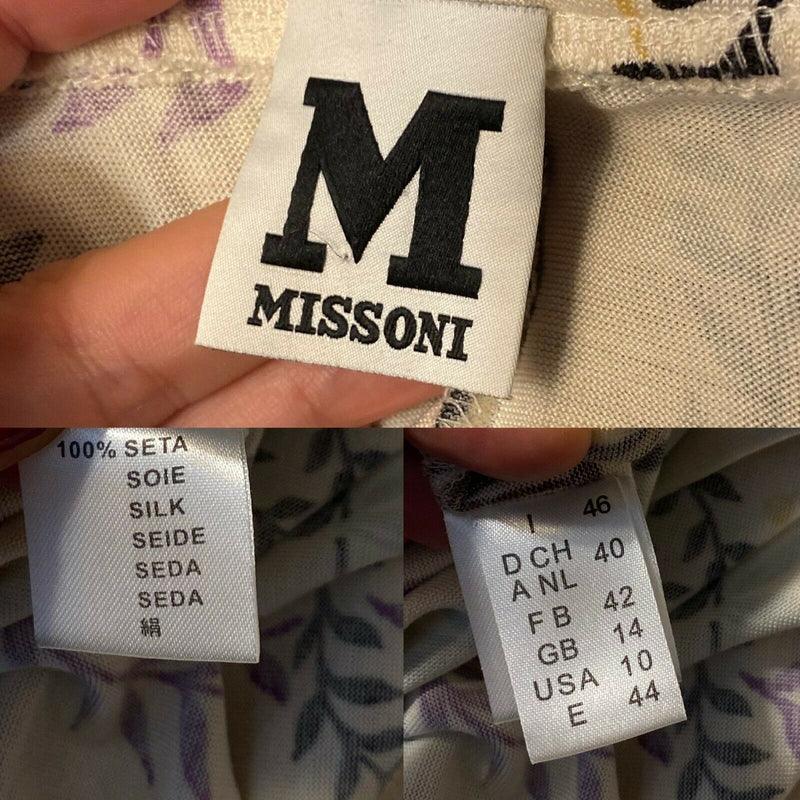 M
MISSONI
100% SETA
SOIE
SILK
SEIDE
SEDA
SEDA
絹
I 46
D CH 40
A NL
F B 42
GB 14
USA 10
E 44